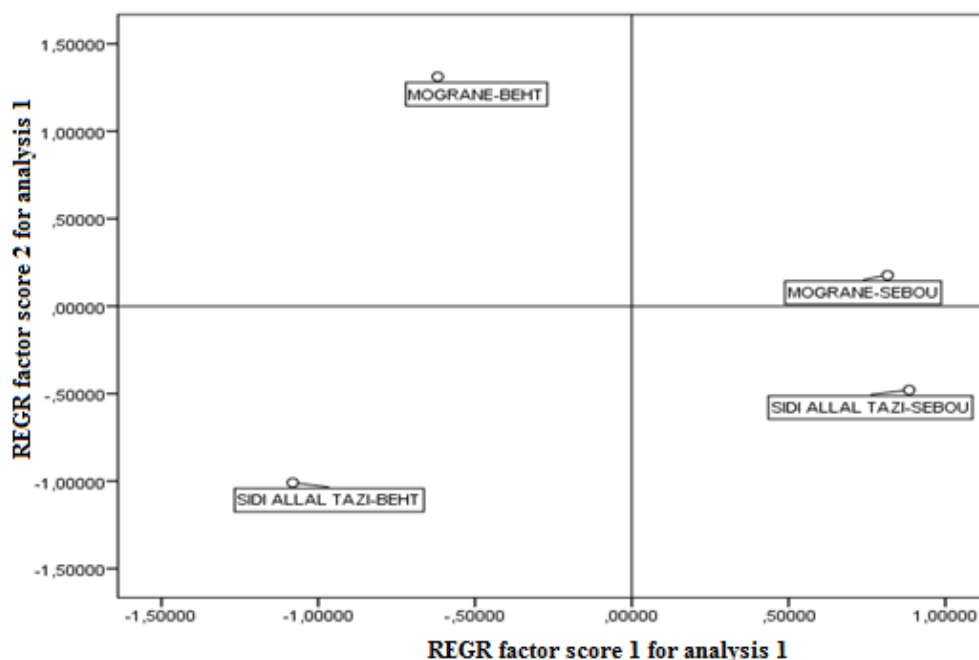 REGR factor score 2 for analysis 1
1,50000
1,00000
,50000
,00000
-,50000
-1,00000
-1,50000
MOGRANE-BEHT
MOGRANE-SEBOU
SIDI ALLAL TAZI-SEBOU
SIDI ALLAL TAZI-BEHT
-1,50000 -1,00000 -,50000 ,00000 ,50000 1,00000
REGR factor score 1 for analysis 1